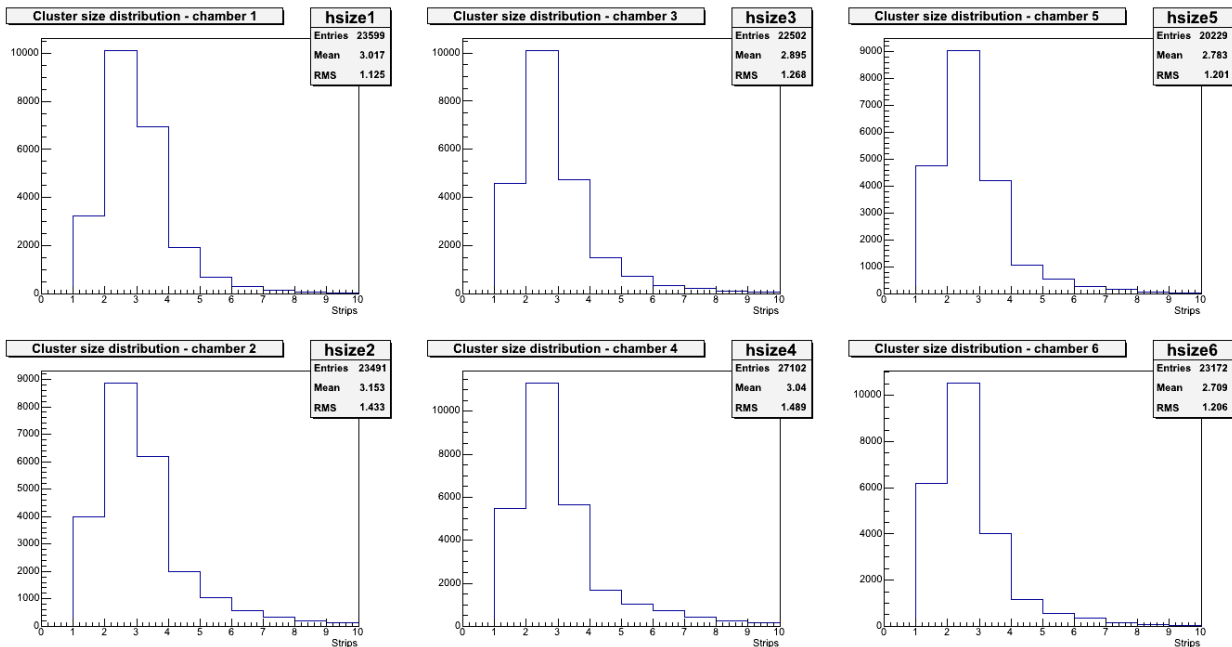 Cluster size distribution - chamber 1
hsize1
Entries 23599
Mean 3.017
RMS 1.125
10000
8000
6000
4000
2000
0
0 1 2 3 4 5 6 7 8 9 10
Strips
Cluster size distribution - chamber 3
hsize3
Entries 22502
Mean 2.895
RMS 1.268
10000
8000
6000
4000
2000
0
0 1 2 3 4 5 6 7 8 9 10
Strips
Cluster size distribution - chamber 5
hsize5
Entries 20229
Mean 2.783
RMS 1.201
9000
8000
7000
6000
5000
4000
3000
2000
1000
0
0 1 2 3 4 5 6 7 8 9 10
Strips
Cluster size distribution - chamber 2
hsize2
Entries 23491
Mean 3.153
RMS 1.433
9000
8000
7000
6000
5000
4000
3000
2000
1000
0
0 1 2 3 4 5 6 7 8 9 10
Strips
Cluster size distribution - chamber 4
hsize4
Entries 27102
Mean 3.04
RMS 1.489
10000
8000
6000
4000
2000
0
0 1 2 3 4 5 6 7 8 9 10
Strips
Cluster size distribution - chamber 6
hsize6
Entries 23172
Mean 2.709
RMS 1.206
10000
8000
6000
4000
2000
0
0 1 2 3 4 5 6 7 8 9 10
Strips